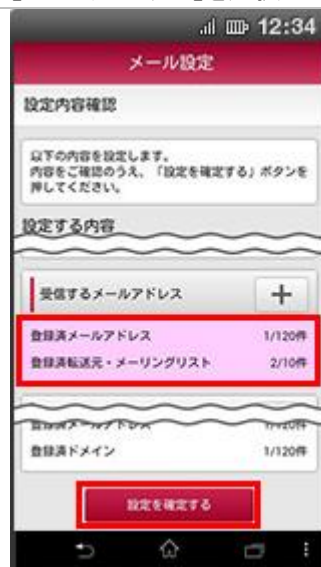 12:34
メール設定
設定内容確認
以下の内容を設定します。
内容をご確認のうえ、「設定を確定する」ボタンを
押してください。
設定する内容
受信するメールアドレス
+
登録済メールアドレス 1/120件
登録済転送元・メーリングリスト 2/10件
登録済ドメイン 1/120件
設定を確定する